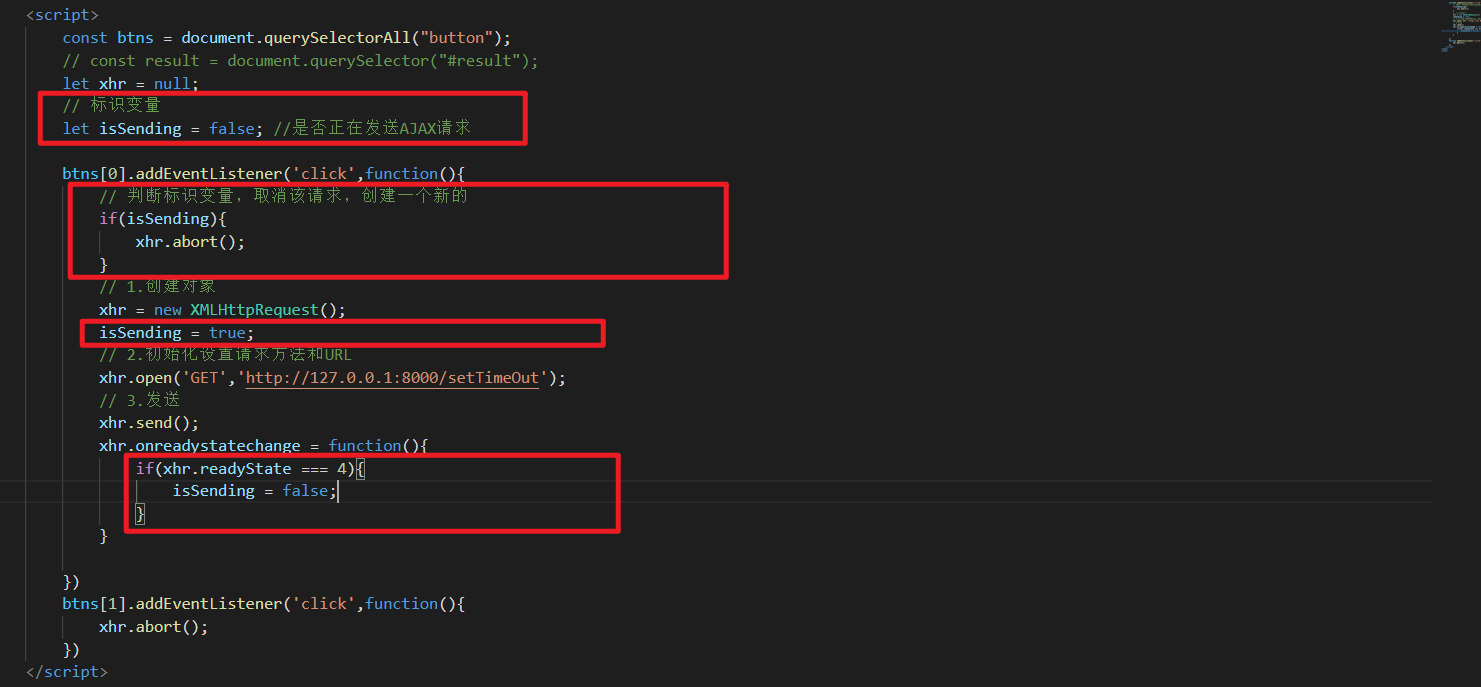 <script>
const btns = document.querySelectorAll("button");
// const result = document.querySelector("#result");
let xhr = null;
// 标识变量
let isSending = false; //是否正在发送AJAX请求
btns[0].addEventListener('click',function(){
// 判断标识变量，取消该请求，创建一个新的
if(isSending){
xhr.abort();
}
// 1.创建对象
xhr = new XMLHttpRequest();
isSending = true;
// 2.初始化设置请求方法和URL
xhr.open('GET','http://127.0.0.1:8000/setTimeOut');
// 3.发送
xhr.send();
xhr.onreadystatechange = function(){
if(xhr.readyState === 4){
isSending = false;
}
}
})
btns[1].addEventListener('click',function(){
xhr.abort();
})
</script>